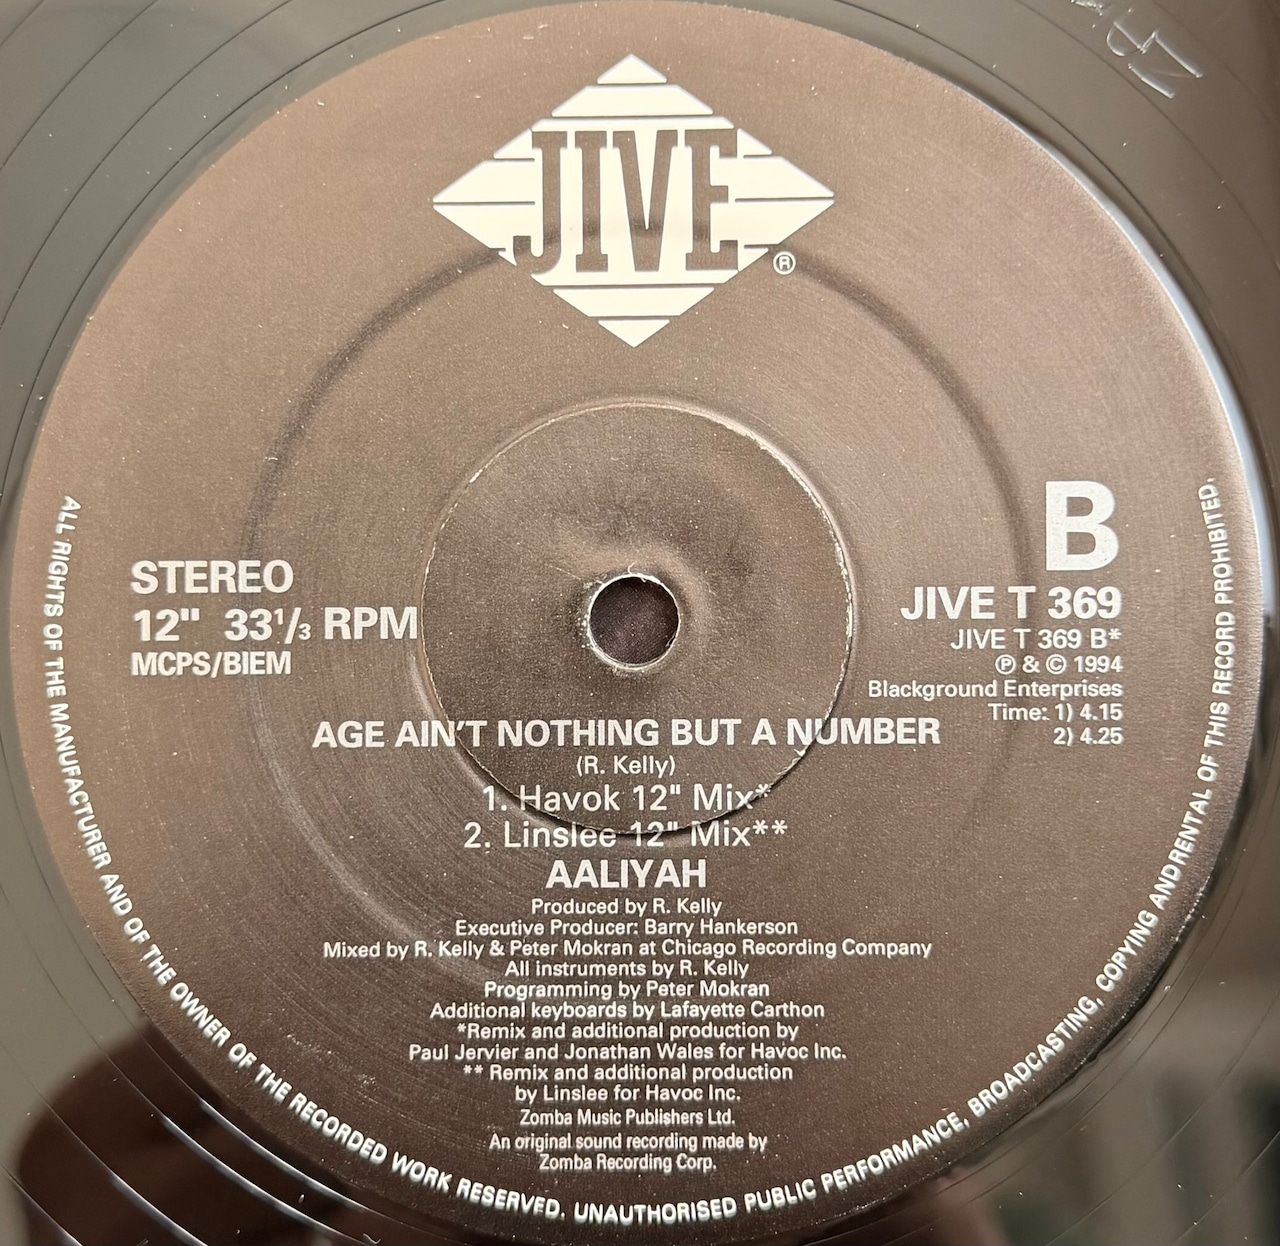 JIVE
®
STEREO
12" 33⅓ RPM
MCPS/BIEM
B
JIVE T 369
JIVE T 369 B*
℗ & © 1994
Blackground Enterprises
Time: 1) 4.15
2) 4.25
AGE AIN'T NOTHING BUT A NUMBER
(R. Kelly)
1. Havok 12" Mix*
2. Linslee 12" Mix**
AALIYAH
Produced by R. Kelly
Executive Producer: Barry Hankerson
Mixed by R. Kelly & Peter Mokran at Chicago Recording Company
All instruments by R. Kelly
Programming by Peter Mokran
Additional keyboards by Lafayette Carthon
*Remix and additional production by
Paul Jervier and Jonathan Wales for Havoc Inc.
** Remix and additional production
by Linslee for Havoc Inc.
Zomba Music Publishers Ltd.
An original sound recording made by
Zomba Recording Corp.
ALL RIGHTS OF THE MANUFACTURER AND OF THE OWNER OF THE RECORDED WORK RESERVED. UNAUTHORISED PUBLIC PERFORMANCE, BROADCASTING, COPYING AND RENTAL OF THIS RECORD PROHIBITED.